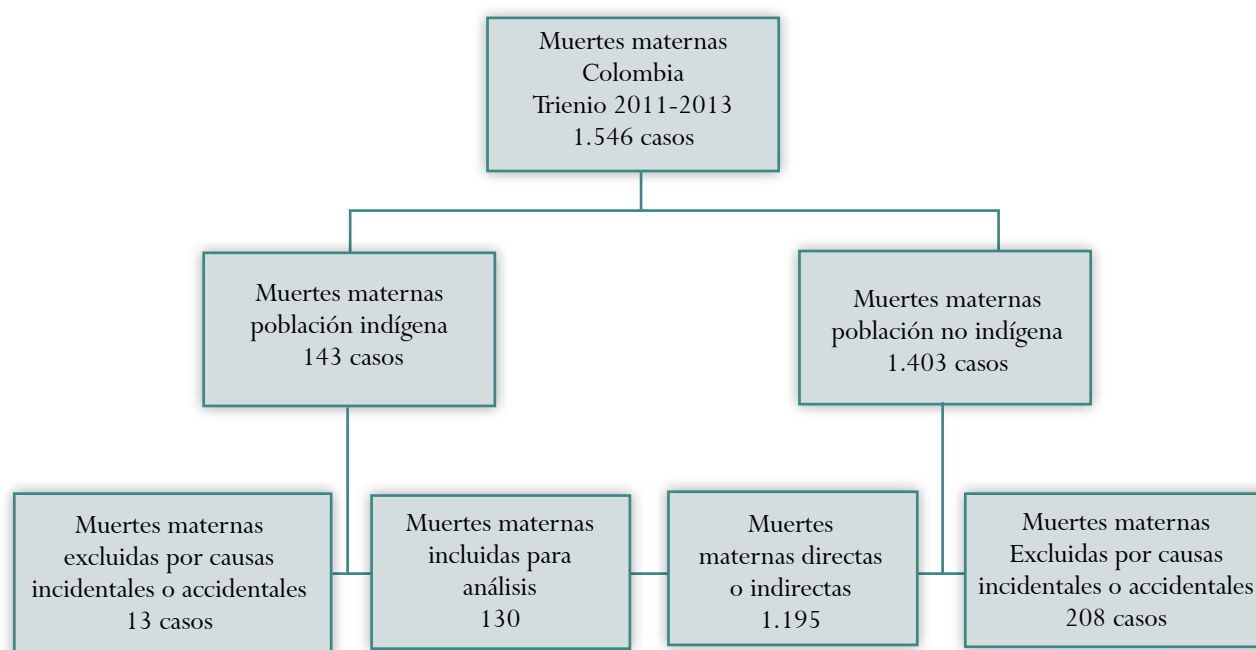 Muertes maternas
Colombia
Trienio 2011-2013
1.546 casos
Muertes maternas
población indígena
143 casos
Muertes maternas
población no indígena
1.403 casos
Muertes maternas
excluidas por causas
incidentales o accidentales
13 casos
Muertes maternas
incluidas para
análisis
130
Muertes
maternas directas
o indirectas
1.195
Muertes maternas
Excluidas por causas
incidentales o accidentales
208 casos